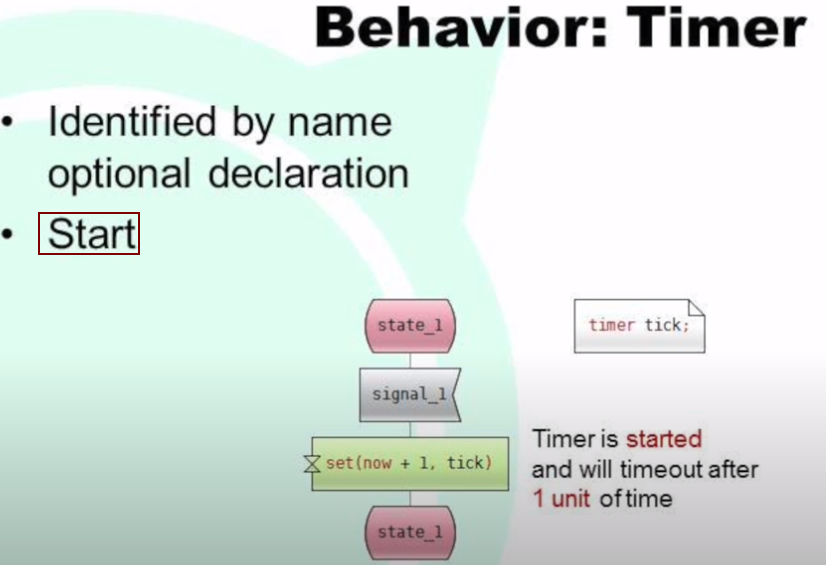 Behavior: Timer
• Identified by name
optional declaration
• Start
state_1
timer tick;
signal_1
set(now + 1, tick)
Timer is started
and will timeout after
1 unit of time
state_1